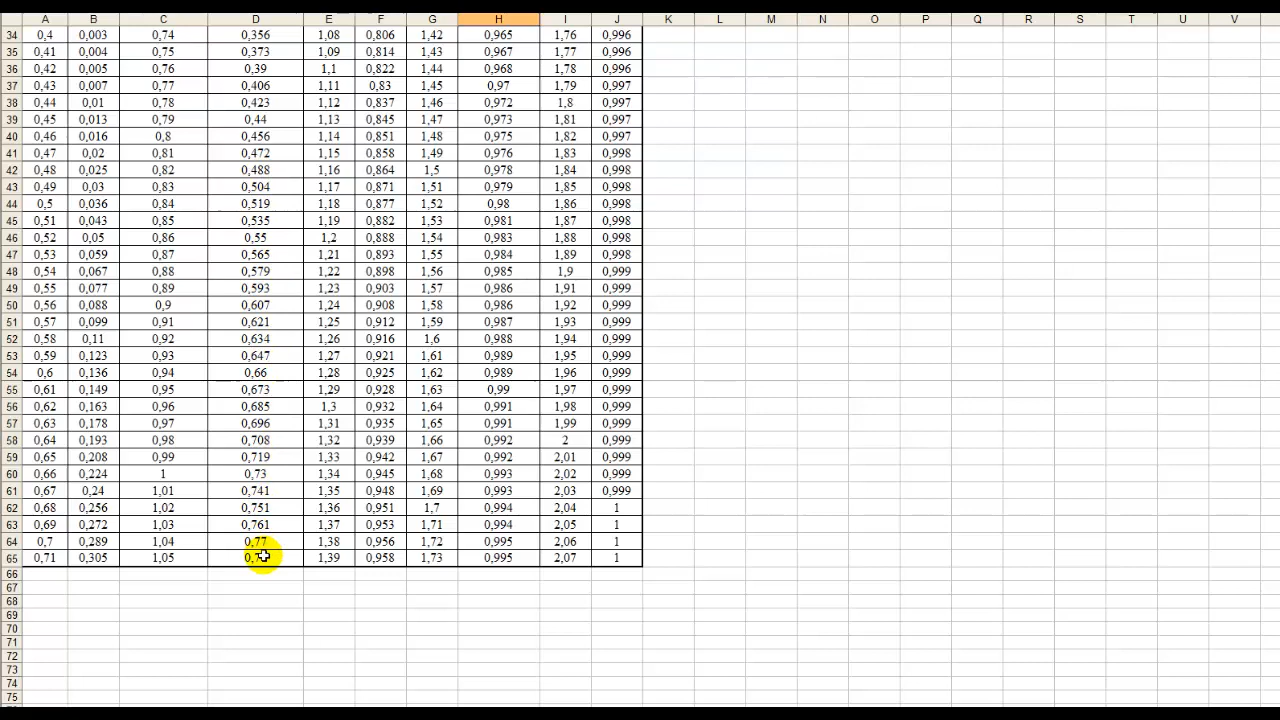 A B C D E F G H I J K L M N O P Q R S T U V
34 0,4 0,003 0,74 0,356 1,08 0,806 1,42 0,965 1,76 0,996
35 0,41 0,004 0,75 0,373 1,09 0,814 1,43 0,967 1,77 0,996
36 0,42 0,005 0,76 0,39 1,1 0,822 1,44 0,968 1,78 0,996
37 0,43 0,007 0,77 0,406 1,11 0,83 1,45 0,97 1,79 0,997
38 0,44 0,01 0,78 0,423 1,12 0,837 1,46 0,972 1,8 0,997
39 0,45 0,013 0,79 0,44 1,13 0,845 1,47 0,973 1,81 0,997
40 0,46 0,016 0,8 0,456 1,14 0,851 1,48 0,975 1,82 0,997
41 0,47 0,02 0,81 0,472 1,15 0,858 1,49 0,976 1,83 0,998
42 0,48 0,025 0,82 0,488 1,16 0,864 1,5 0,978 1,84 0,998
43 0,49 0,03 0,83 0,504 1,17 0,871 1,51 0,979 1,85 0,998
44 0,5 0,036 0,84 0,519 1,18 0,877 1,52 0,98 1,86 0,998
45 0,51 0,043 0,85 0,535 1,19 0,882 1,53 0,981 1,87 0,998
46 0,52 0,05 0,86 0,55 1,2 0,888 1,54 0,983 1,88 0,998
47 0,53 0,059 0,87 0,565 1,21 0,893 1,55 0,984 1,89 0,998
48 0,54 0,067 0,88 0,579 1,22 0,898 1,56 0,985 1,9 0,999
49 0,55 0,077 0,89 0,593 1,23 0,903 1,57 0,986 1,91 0,999
50 0,56 0,088 0,9 0,607 1,24 0,908 1,58 0,986 1,92 0,999
51 0,57 0,099 0,91 0,621 1,25 0,912 1,59 0,987 1,93 0,999
52 0,58 0,11 0,92 0,634 1,26 0,916 1,6 0,988 1,94 0,999
53 0,59 0,123 0,93 0,647 1,27 0,921 1,61 0,989 1,95 0,999
54 0,6 0,136 0,94 0,66 1,28 0,925 1,62 0,989 1,96 0,999
55 0,61 0,149 0,95 0,673 1,29 0,928 1,63 0,99 1,97 0,999
56 0,62 0,163 0,96 0,685 1,3 0,932 1,64 0,991 1,98 0,999
57 0,63 0,178 0,97 0,696 1,31 0,935 1,65 0,991 1,99 0,999
58 0,64 0,193 0,98 0,708 1,32 0,939 1,66 0,992 2 0,999
59 0,65 0,208 0,99 0,719 1,33 0,942 1,67 0,992 2,01 0,999
60 0,66 0,224 1 0,73 1,34 0,945 1,68 0,993 2,02 0,999
61 0,67 0,24 1,01 0,741 1,35 0,948 1,69 0,993 2,03 0,999
62 0,68 0,256 1,02 0,751 1,36 0,951 1,7 0,994 2,04 1
63 0,69 0,272 1,03 0,761 1,37 0,953 1,71 0,994 2,05 1
64 0,7 0,289 1,04 0,77 1,38 0,956 1,72 0,995 2,06 1
65 0,71 0,305 1,05 1,39 0,958 1,73 0,995 2,07 1
66
67
68
69
70
71
72
73
74
75